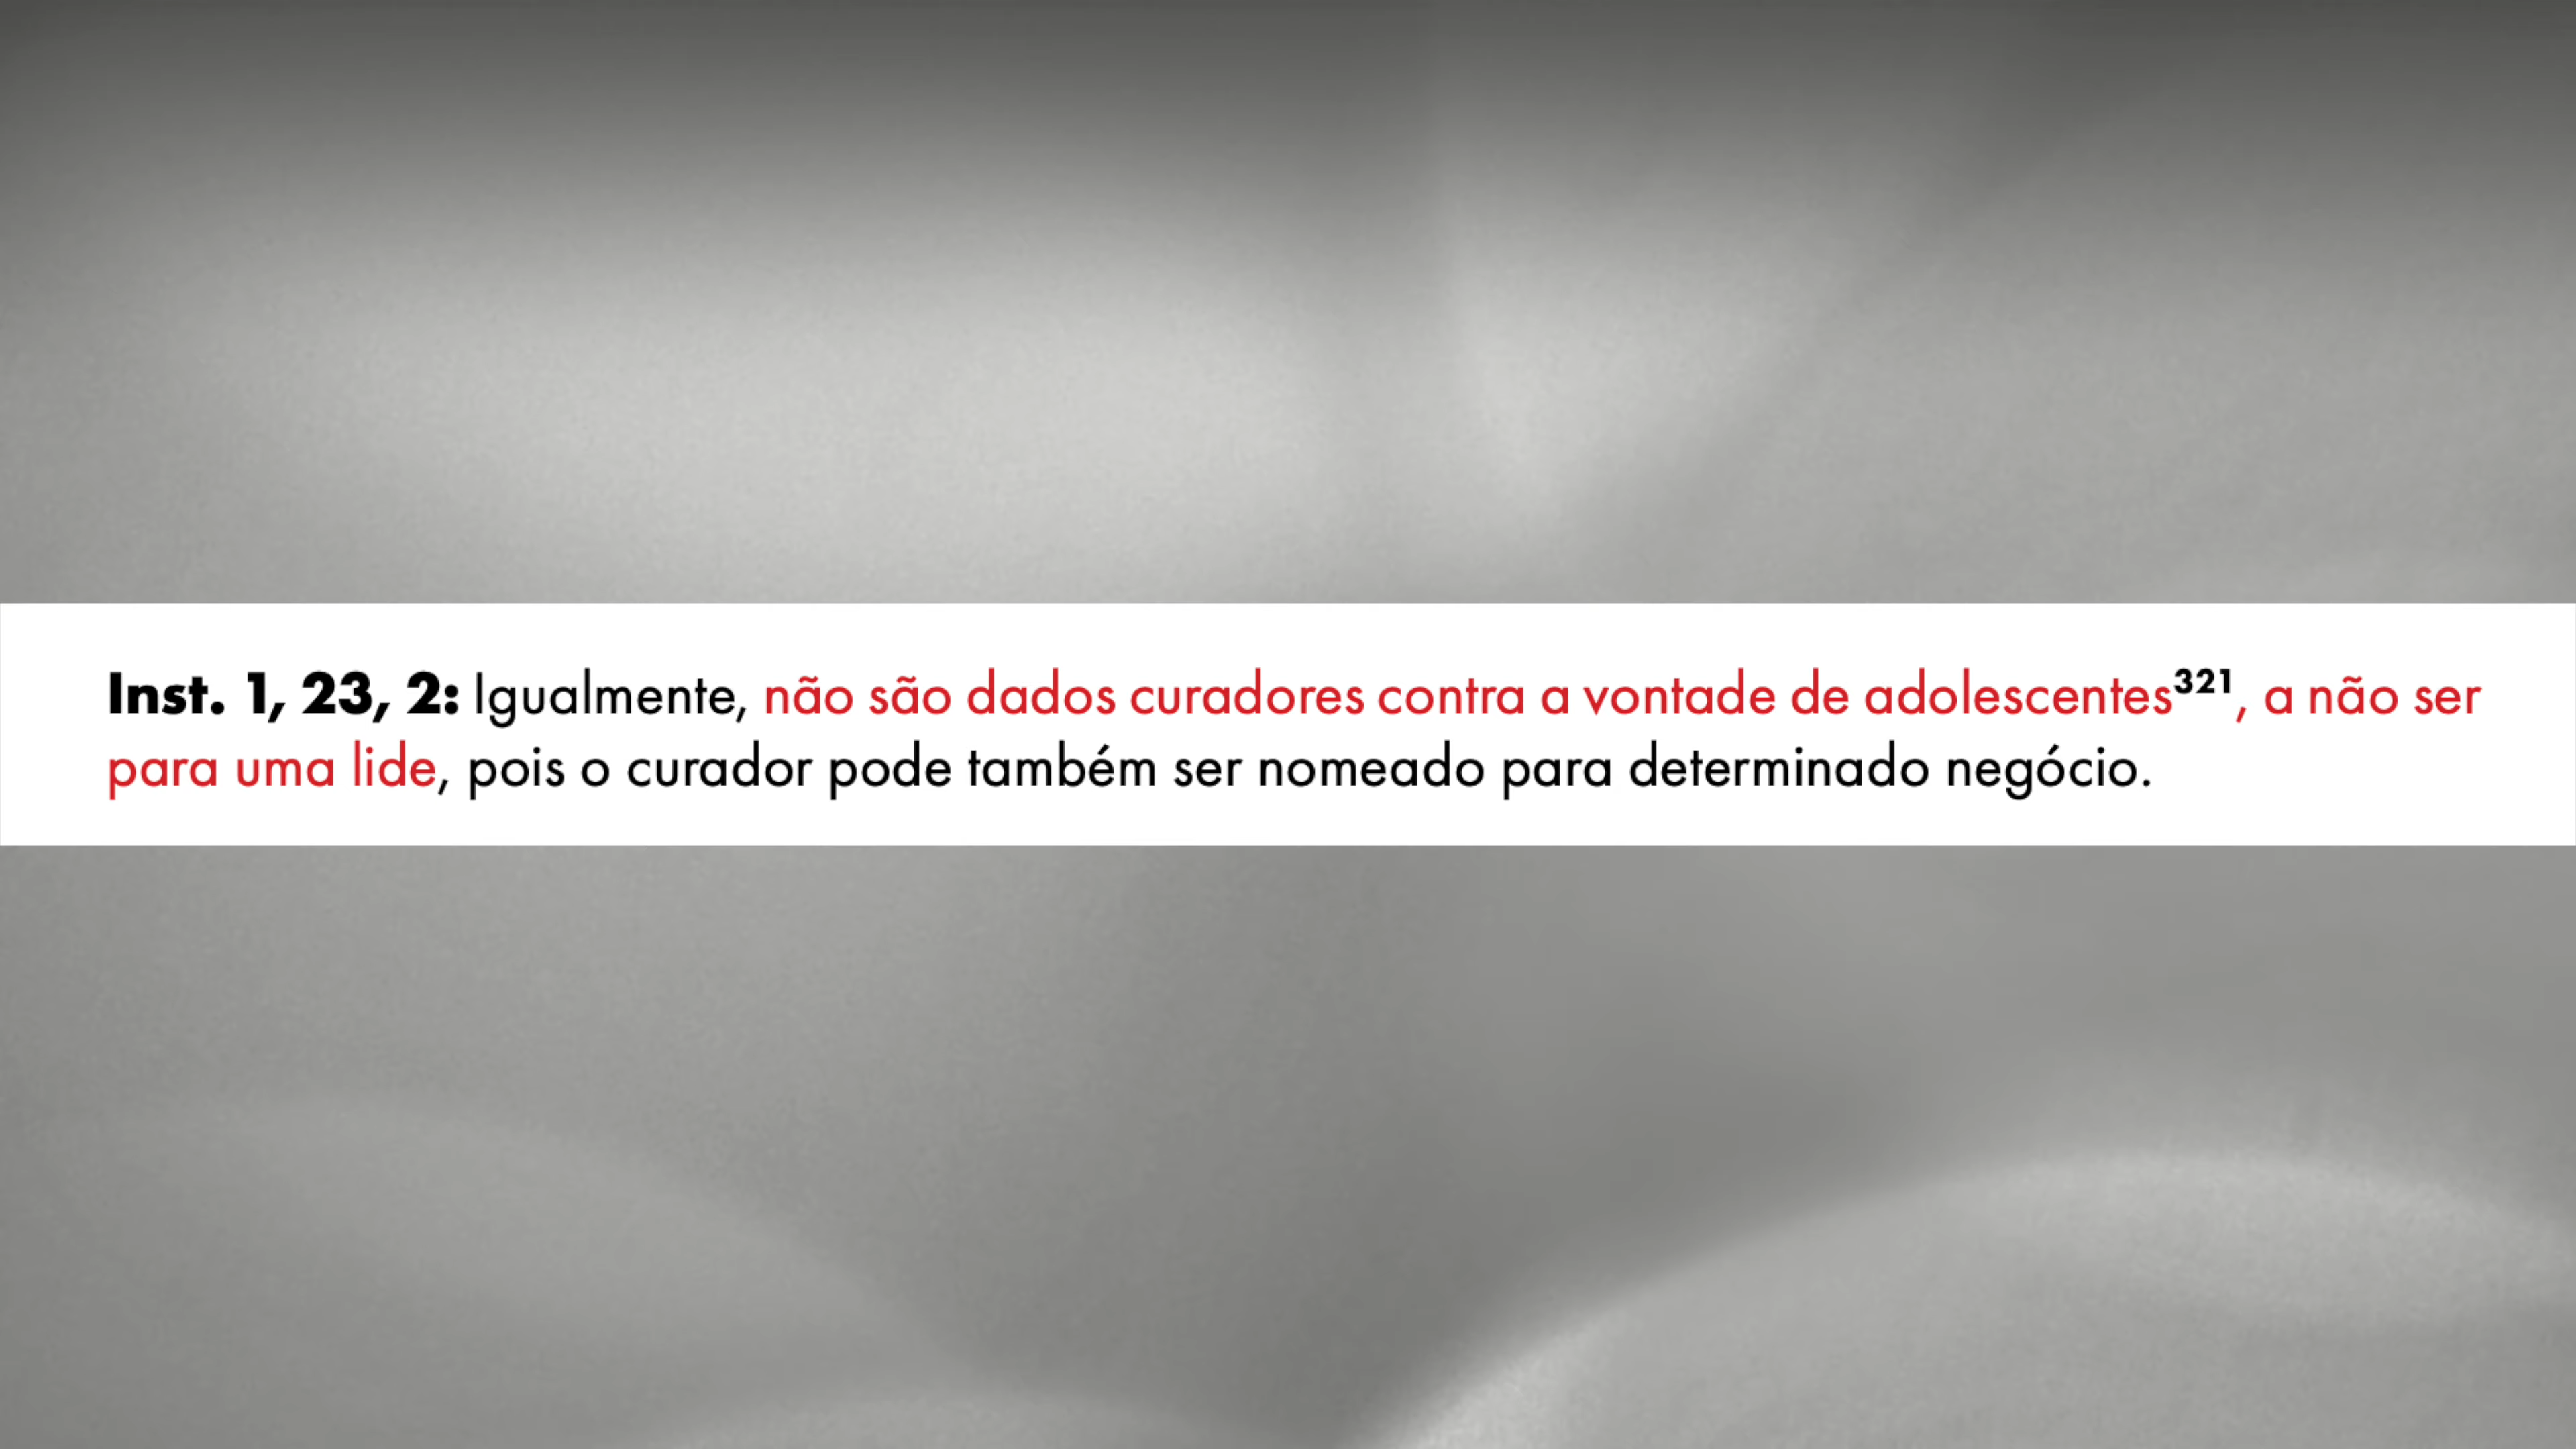 Inst. 1, 23, 2: Igualmente, não são dados curadores contra a vontade de adolescentes³²¹, a não ser
para uma lide, pois o curador pode também ser nomeado para determinado negócio.